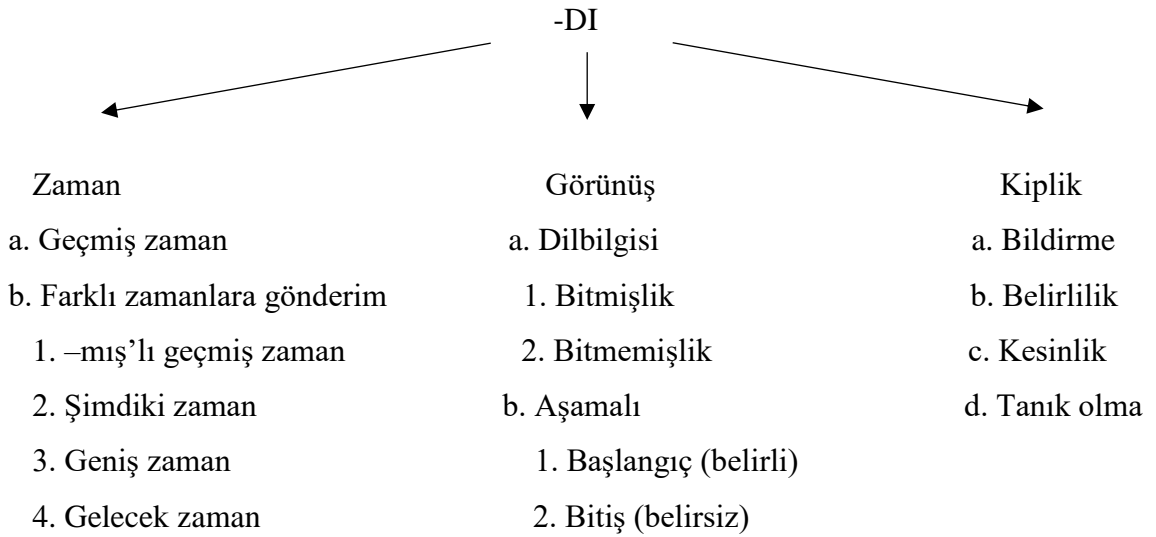 -DI
Zaman
a. Geçmiş zaman
b. Farklı zamanlara gönderim
1. –mış’lı geçmiş zaman
2. Şimdiki zaman
3. Geniş zaman
4. Gelecek zaman
Görünüş
a. Dilbilgisi
1. Bitmişlik
2. Bitmemişlik
b. Aşamalı
1. Başlangıç (belirli)
2. Bitiş (belirsiz)
Kiplik
a. Bildirme
b. Belirlilik
c. Kesinlik
d. Tanık olma